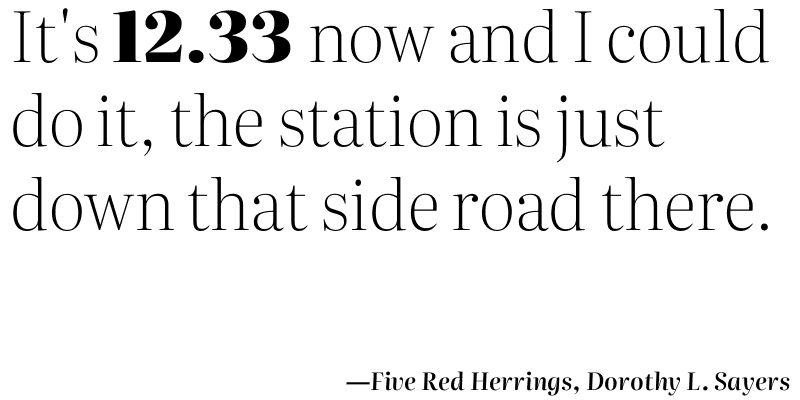 It's 12.33 now and I could
do it, the station is just
down that side road there.
—Five Red Herrings, Dorothy L. Sayers